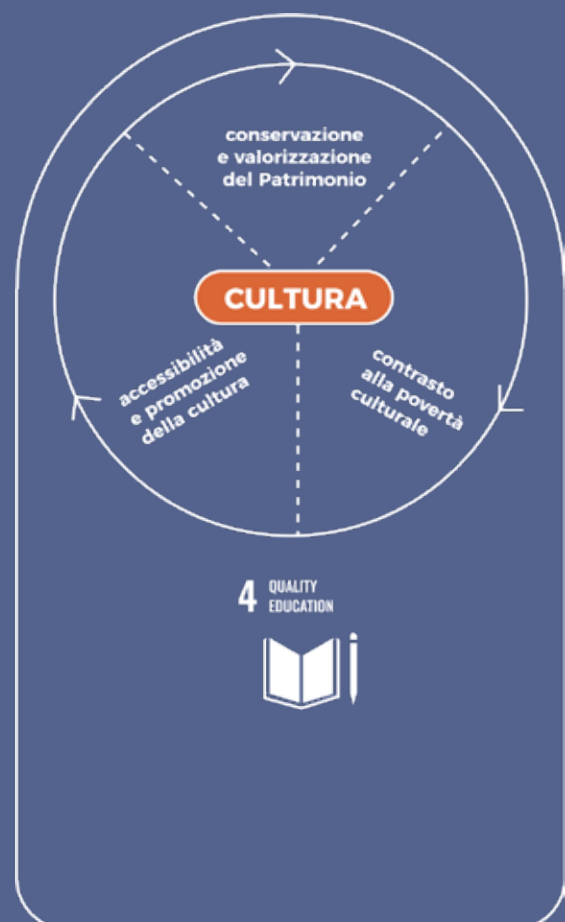 conservazione
e valorizzazione
del Patrimonio
CULTURA
accessibilità
e promozione
della cultura
contrasto
alla povertà
culturale
4 QUALITY
EDUCATION